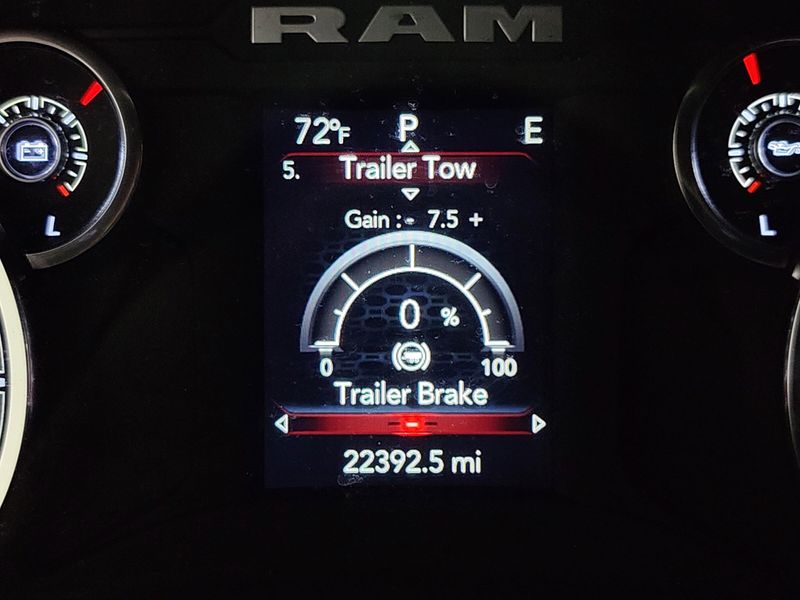 RAM
72°F P E
5. Trailer Tow
Gain : - 7.5 +
0 %
0 100
Trailer Brake
22392.5 mi
L L